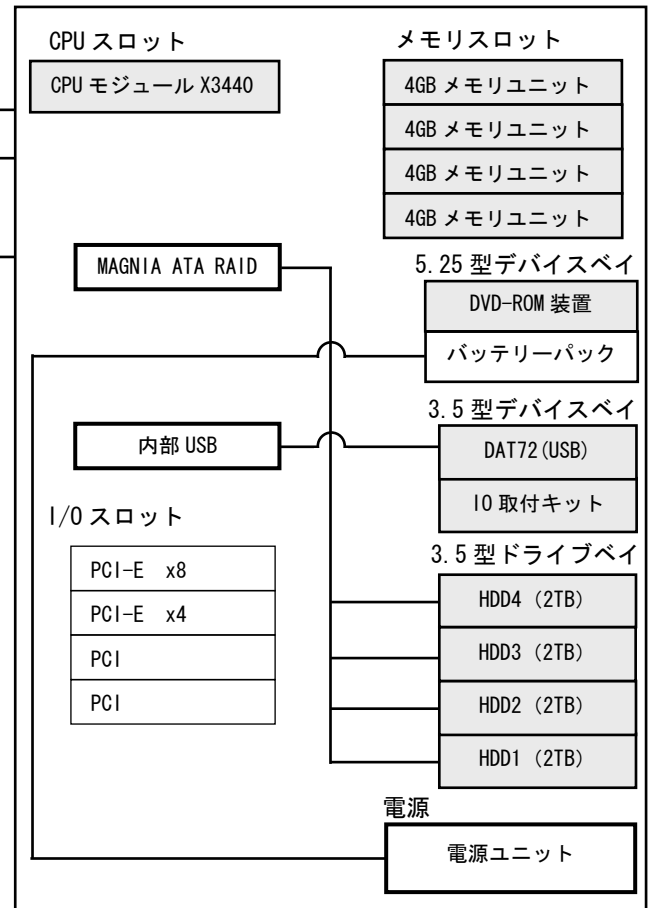 CPU スロット
CPU モジュール X3440
メモリスロット
4GB メモリユニット
4GB メモリユニット
4GB メモリユニット
4GB メモリユニット
MAGNIA ATA RAID
5.25 型デバイスベイ
DVD-ROM 装置
バッテリーパック
内部 USB
3.5 型デバイスベイ
DAT72(USB)
IO 取付キット
I/O スロット
PCI-E x8
PCI-E x4
PCI
PCI
3.5 型ドライブベイ
HDD4 (2TB)
HDD3 (2TB)
HDD2 (2TB)
HDD1 (2TB)
電源
電源ユニット